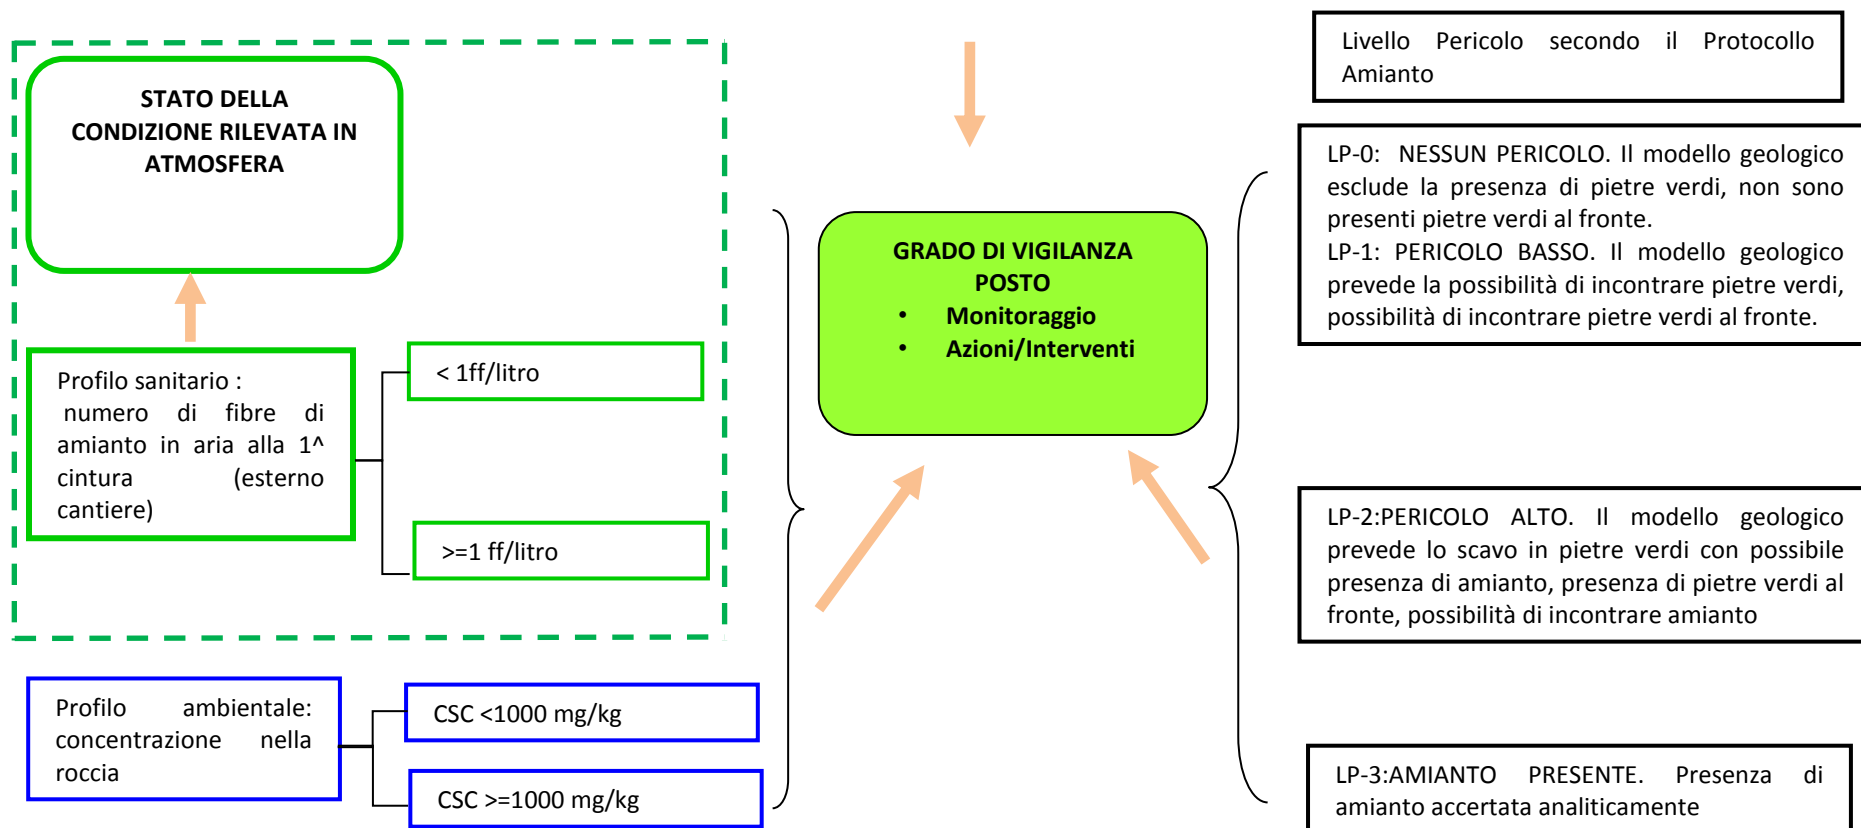 STATO DELLA
CONDIZIONE RILEVATA IN
ATMOSFERA
Profilo sanitario :
numero di fibre di
amianto in aria alla 1^
cintura (esterno
cantiere)
< 1ff/litro
>=1 ff/litro
Profilo ambientale:
concentrazione nella
roccia
CSC <1000 mg/kg
CSC >=1000 mg/kg
GRADO DI VIGILANZA
POSTO
• Monitoraggio
• Azioni/Interventi
Livello Pericolo secondo il Protocollo
Amianto
LP-0: NESSUN PERICOLO. Il modello geologico
esclude la presenza di pietre verdi, non sono
presenti pietre verdi al fronte.
LP-1: PERICOLO BASSO. Il modello geologico
prevede la possibilità di incontrare pietre verdi,
possibilità di incontrare pietre verdi al fronte.
LP-2:PERICOLO ALTO. Il modello geologico
prevede lo scavo in pietre verdi con possibile
presenza di amianto, presenza di pietre verdi al
fronte, possibilità di incontrare amianto
LP-3:AMIANTO PRESENTE. Presenza di
amianto accertata analiticamente